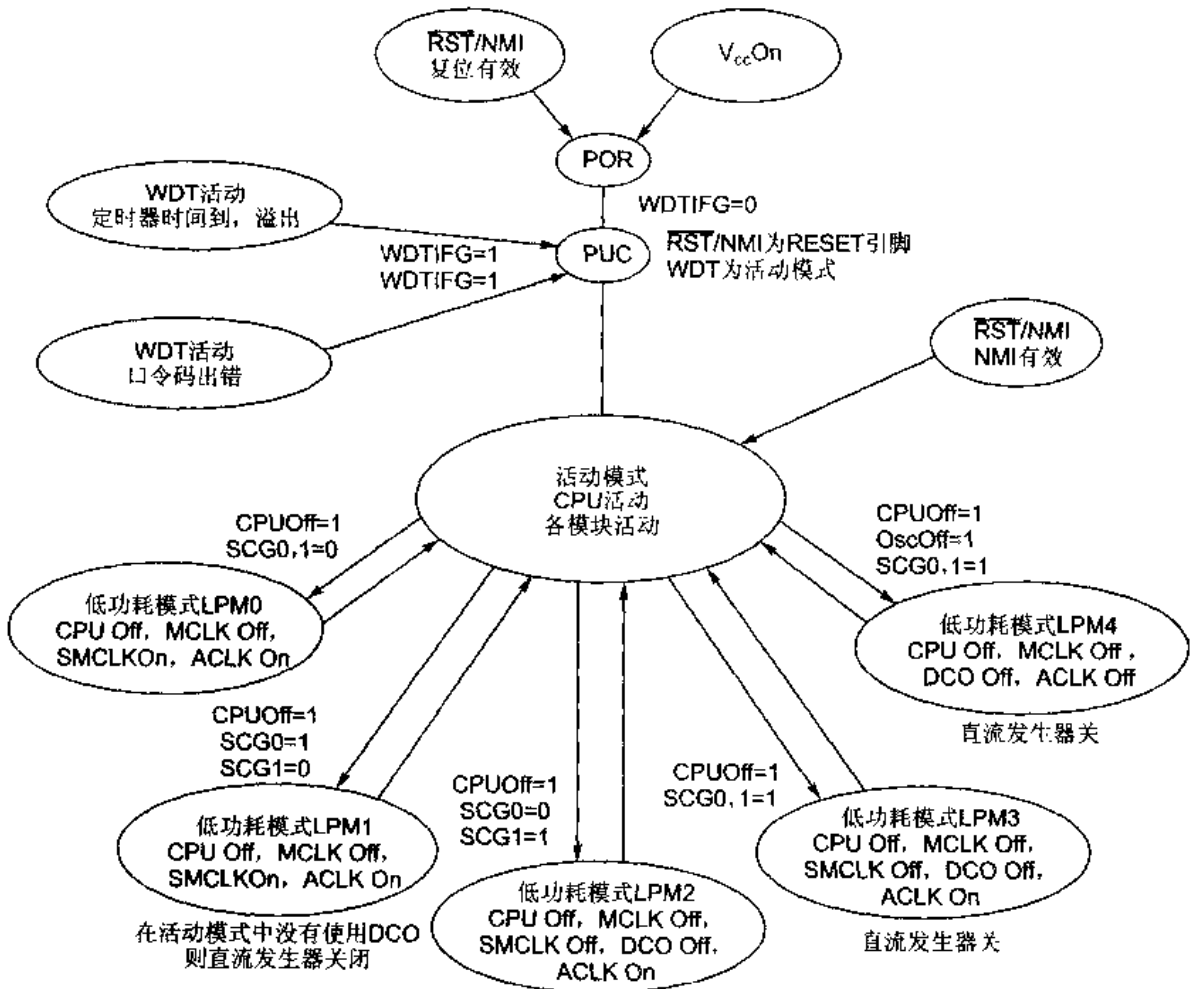 RST/NMI
复位有效
VccOn
POR
WDTIFG=0
WDT活动
定时器时间到，溢出
WDTIFG=1
WDTIFG=1
PUC
RST/NMI为RESET引脚
WDT为活动模式
WDT活动
口令码出错
RST/NMI
NMI有效
活动模式
CPU活动
各模块活动
CPUOff=1
SCG0,1=0
低功耗模式LPM0
CPU Off，MCLK Off，
SMCLKOn，ACLK On
CPUOff=1
SCG0=1
SCG1=0
低功耗模式LPM1
CPU Off，MCLK Off，
SMCLKOn，ACLK On
在活动模式中没有使用DCO
则直流发生器关闭
CPUOff=1
SCG0=0
SCG1=1
低功耗模式LPM2
CPU Off，MCLK Off，
SMCLK Off，DCO Off，
ACLK On
CPUOff=1
SCG0,1=1
低功耗模式LPM3
CPU Off，MCLK Off，
SMCLK Off，DCO Off，
ACLK On
直流发生器关
CPUOff=1
OscOff=1
SCG0,1=1
低功耗模式LPM4
CPU Off，MCLK Off，
DCO Off，ACLK Off
直流发生器关